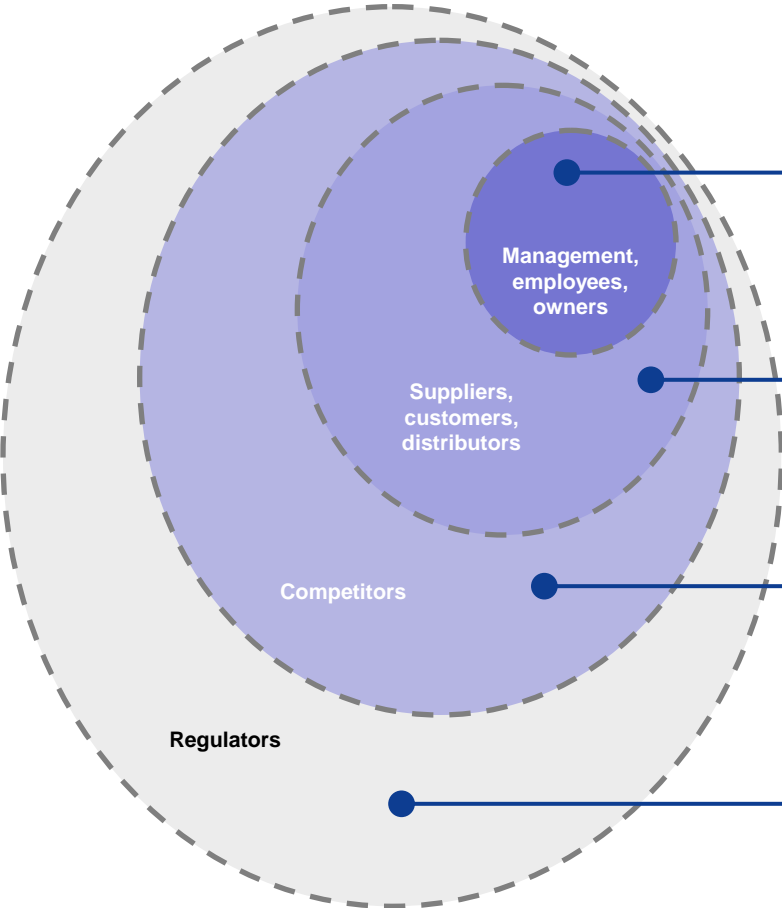 Management,
employees,
owners
Suppliers,
customers,
distributors
Competitors
Regulators